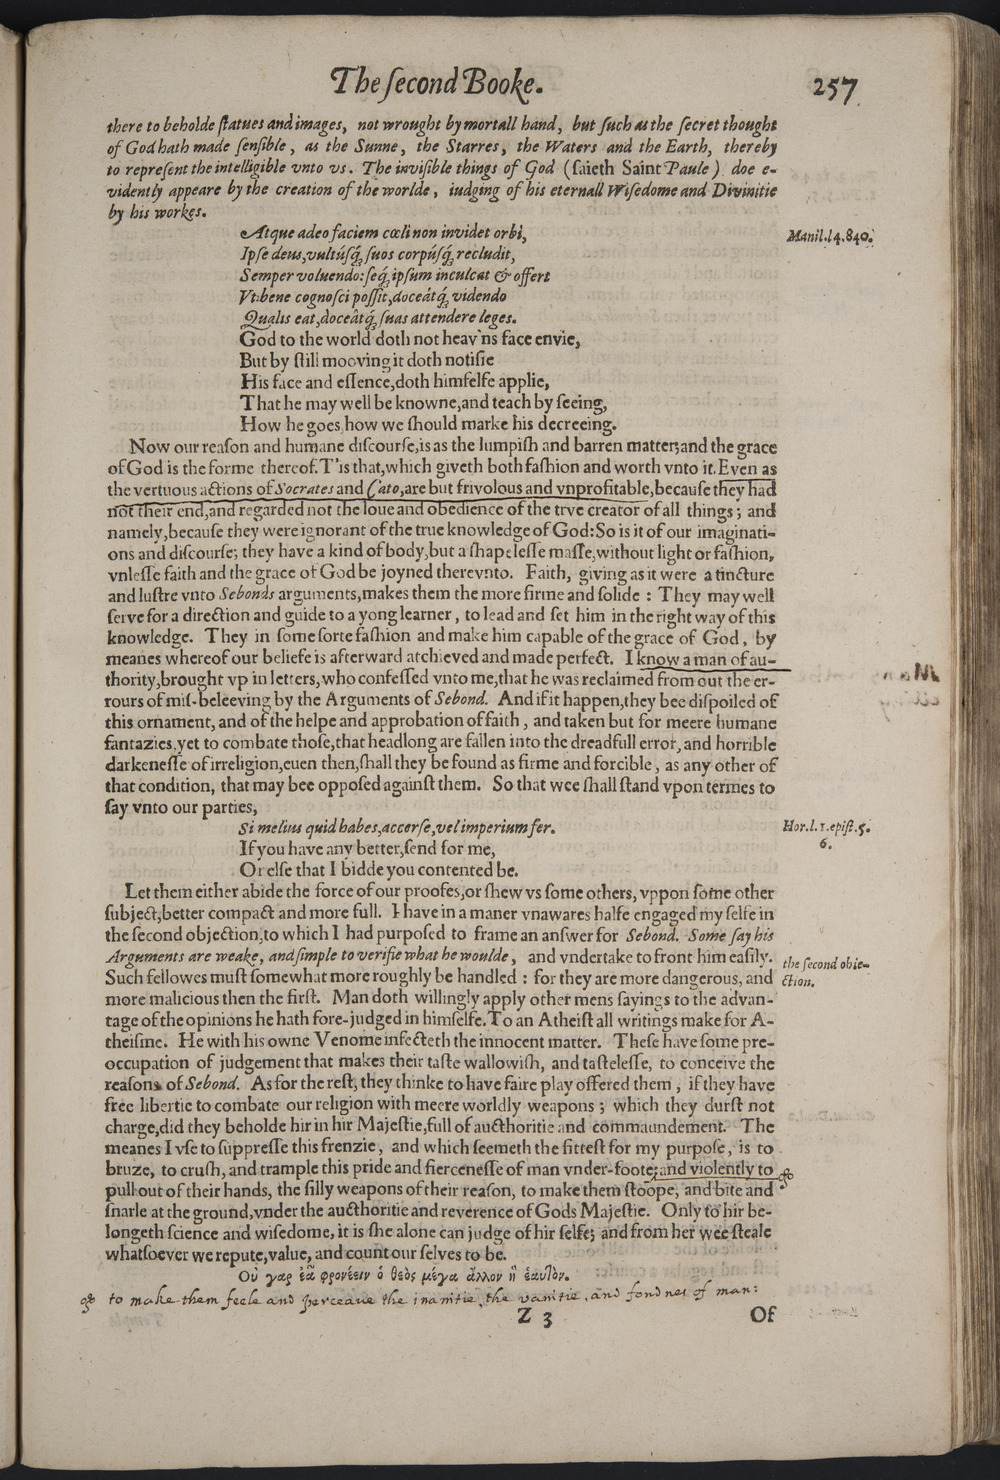 The ſecond Booke. 257
there to beholde ſtatues and images, not wrought by mortall hand, but ſuch as the ſecret thought
of God hath made ſenſible, as the Sunne, the Starres, the Waters and the Earth, thereby
to repreſent the intelligible vnto vs. The inviſible things of God (ſaieth Saint Paule) doe e-
vidently appeare by the creation of the worlde, iudging of his eternall Wiſedome and Divinitie
by his workes.
Atque adeo faciem cœli non invidet orbi,
Manil. l 4. 840.
Ipſe deus, vultúſq́, ſuos corpúſq́, recludit,
Semper voluendo: ſeq́, ipſum inculcat & offert
Vt bene cognoſci poſſit, doceátq́, videndo
Qualis eat, doceâtq́, ſuas attendere leges.
God to the world doth not heav'ns face envie,
But by ſtill mooving it doth notifie
His face and eſſence, doth himſelfe applie,
That he may well be knowne, and teach by ſeeing,
How he goes, how we ſhould marke his decreeing.
Now our reaſon and humane diſcourſe, is as the lumpiſh and barren matter; and the grace
of God is the forme thereof. T'is that, which giveth both faſhion and worth vnto it. Even as
the vertuous actions of Socrates and Cato, are but frivolous and vnprofitable, becauſe they had
not their end, and regarded not the loue and obedience of the trve creator of all things; and
namely, becauſe they were ignorant of the true knowledge of God: So is it of our imaginati-
ons and diſcourſe; they have a kind of body, but a ſhapeleſſe maſſe, without light or faſhion,
vnleſſe faith and the grace of God be joyned therevnto. Faith, giving as it were a tincture
and luſtre vnto Sebonds arguments, makes them the more firme and ſolide: They may well
ſerve for a direction and guide to a yong learner, to lead and ſet him in the right way of this
knowledge. They in ſome ſorte faſhion and make him capable of the grace of God, by
meanes whereof our beliefe is afterward atchieved and made perfect. I know a man of au-
thority, brought vp in letters, who confeſſed vnto me, that he was reclaimed from out the er-
rours of miſ-beleeving by the Arguments of Sebond. And if it happen, they bee diſpoiled of
this ornament, and of the helpe and approbation of faith, and taken but for meere humane
fantazies, yet to combate thoſe, that headlong are fallen into the dreadfull error, and horrible
darkeneſſe of irreligion, euen then, ſhall they be found as firme and forcible, as any other of
that condition, that may bee oppoſed againſt them. So that wee ſhall ſtand vpon termes to
ſay vnto our parties,
Si melius quid habes, accerſe, vel imperium fer.
Hor. l. 1. epiſt. 5.
6.
If you have any better, ſend for me,
Or elſe that I bidde you contented be.
Let them either abide the force of our proofes, or ſhew vs ſome others, vppon ſome other
ſubject, better compact and more full. I have in a maner vnawares halfe engaged my ſelfe in
the ſecond objection, to which I had purpoſed to frame an anſwer for Sebond. Some ſay his
Arguments are weake, and ſimple to verifie what he woulde, and vndertake to front him eaſily.
the ſecond obie-
ction.
Such fellowes muſt ſomewhat more roughly be handled: for they are more dangerous, and
more malicious then the firſt. Man doth willingly apply other mens ſayings to the advan-
tage of the opinions he hath fore-judged in himſelfe. To an Atheiſt all writings make for A-
theiſme. He with his owne Venome infecteth the innocent matter. Theſe have ſome pre-
occupation of judgement that makes their taſte wallowiſh, and taſteleſſe, to conceive the
reaſons of Sebond. As for the reſt, they thinke to have faire play offered them, if they have
free libertie to combate our religion with meere worldly weapons; which they durſt not
charge, did they beholde hir in hir Majeſtie, full of aucthoritie and commaundement. The
meanes I vſe to ſuppreſſe this frenzie, and which ſeemeth the fitteſt for my purpoſe, is to
bruze, to cruſh, and trample this pride and fierceneſſe of man vnder-foote; and violently to
pull out of their hands, the ſilly weapons of their reaſon, to make them ſtoope, and bite and
ſnarle at the ground, vnder the aucthoritie and reverence of Gods Majeſtie. Only to hir be-
longeth ſcience and wiſedome, it is ſhe alone can judge of hir ſelfe; and from her wee ſteale
whatſoever we repute, value, and count our ſelves to be.
Οὐ γαρ ἐᾷ φρονέειν ὁ θεὸς μέγα ἄλλον ἢ ἑαυτὸν.
to make them feele and perceaue the inanitie, the vanitie, and fondnes of man:
Z 3 Of